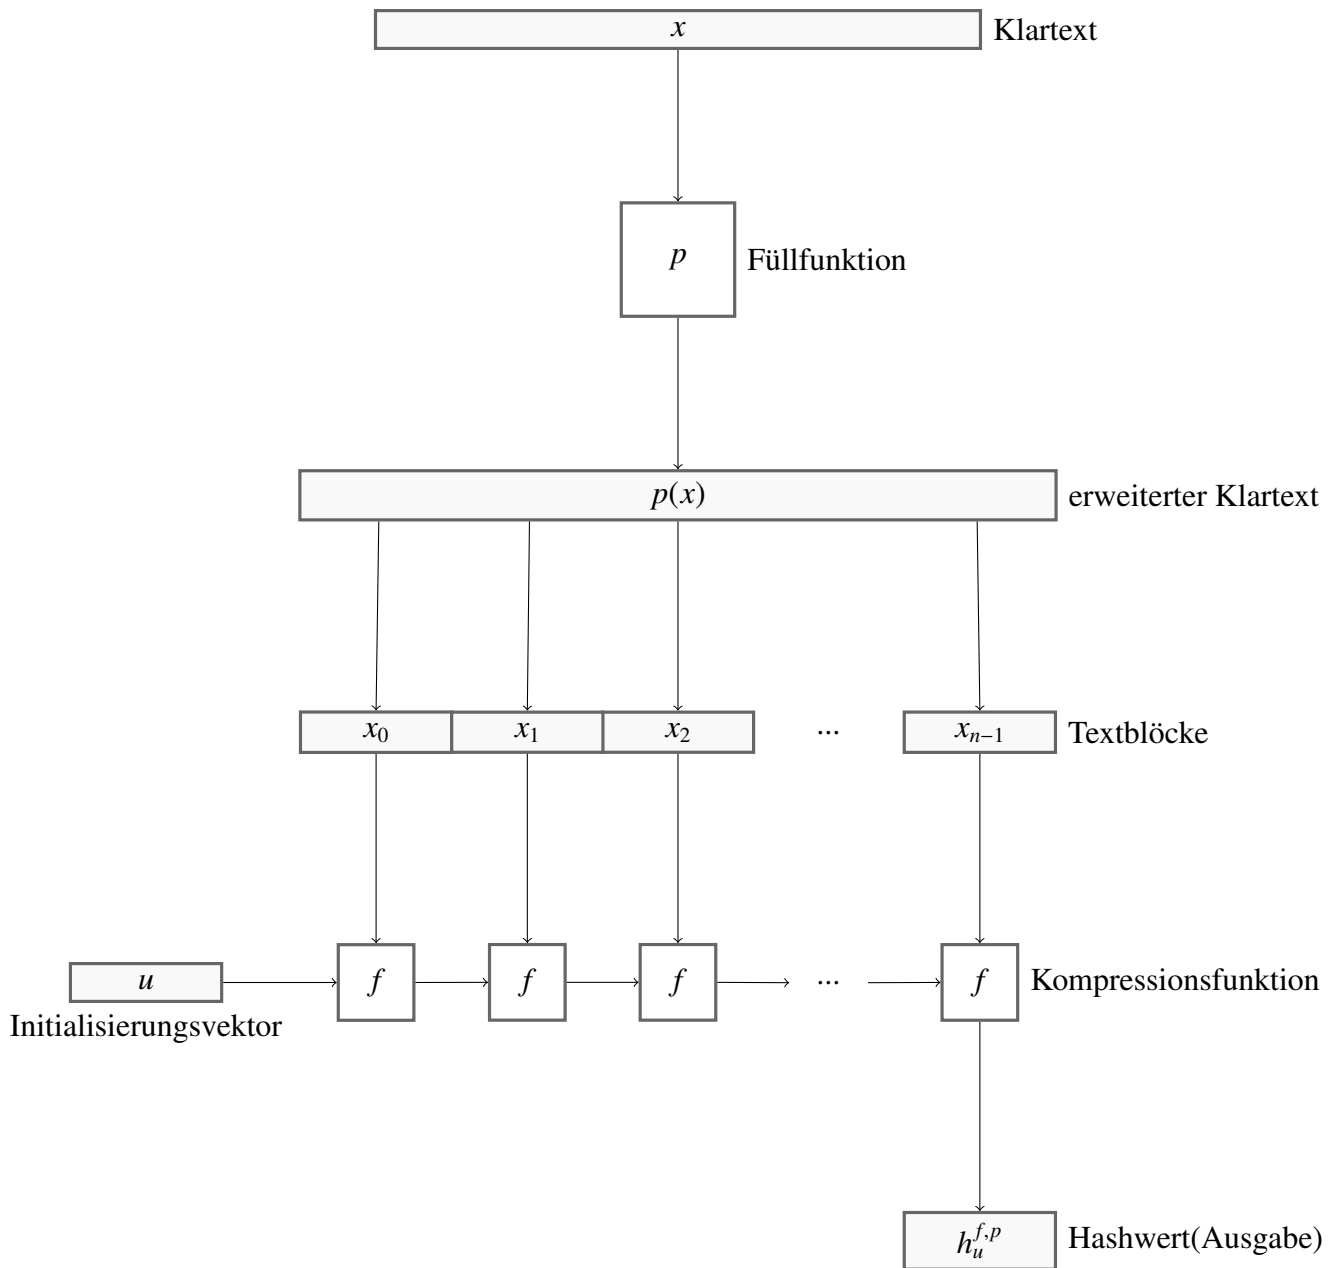 x Klartext
p Füllfunktion
p(x) erweiterter Klartext
x₀ x₁ x₂ ... xₙ₋₁ Textblöcke
u f f f ... f Kompressionsfunktion
Initialisierungsvektor
h_u^{f,p} Hashwert(Ausgabe)